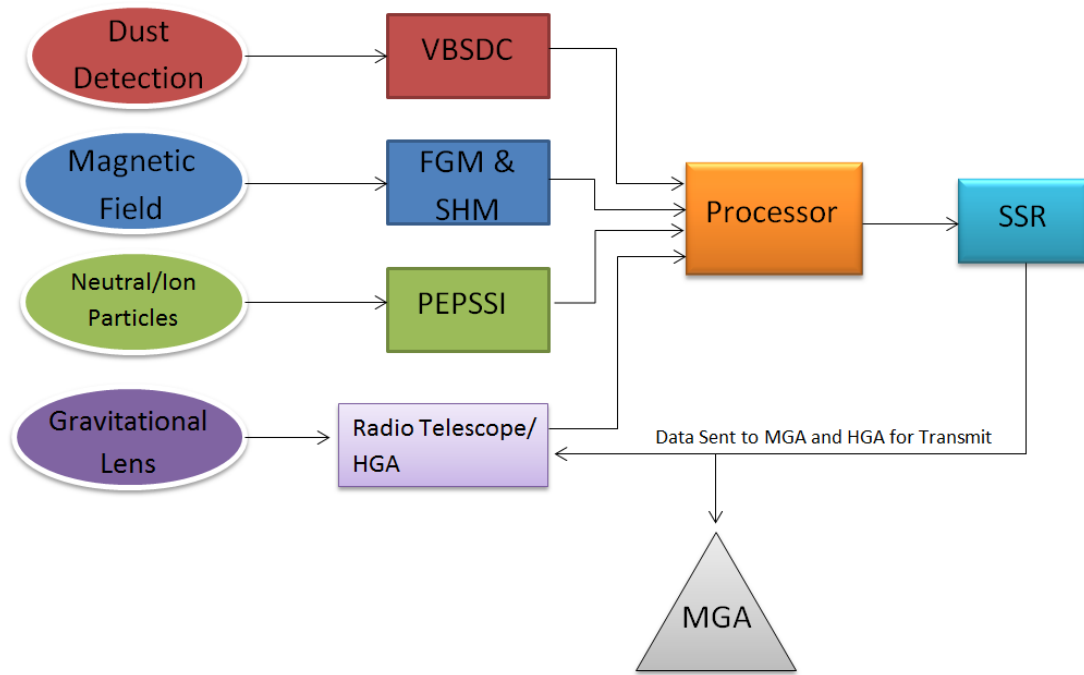 Dust
Detection
VBSDC
Magnetic
Field
FGM &
SHM
Processor
SSR
Neutral/Ion
Particles
PEPSSI
Gravitational
Lens
Radio Telescope/
HGA
Data Sent to MGA and HGA for Transmit
MGA